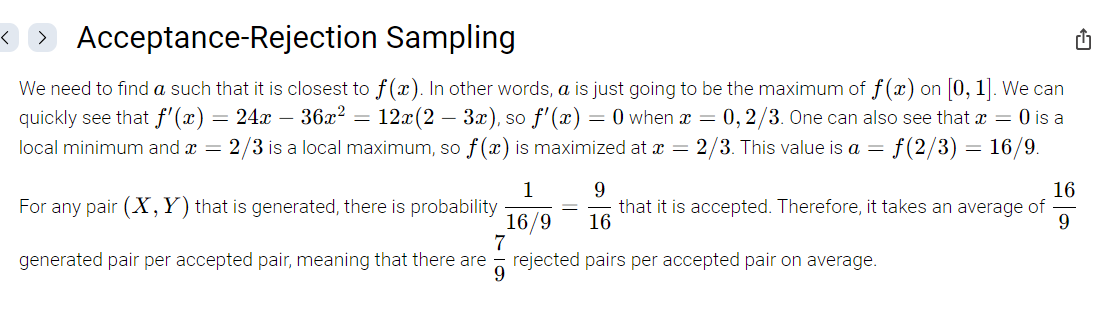 Acceptance-Rejection Sampling
We need to find a such that it is closest to f(x). In other words, a is just going to be the maximum of f(x) on [0, 1]. We can
quickly see that f′(x) = 24x − 36x² = 12x(2 − 3x), so f′(x) = 0 when x = 0, 2/3. One can also see that x = 0 is a
local minimum and x = 2/3 is a local maximum, so f(x) is maximized at x = 2/3. This value is a = f(2/3) = 16/9.
For any pair (X, Y) that is generated, there is probability 1/(16/9) = 9/16 that it is accepted. Therefore, it takes an average of 16/9
generated pair per accepted pair, meaning that there are 7/9 rejected pairs per accepted pair on average.